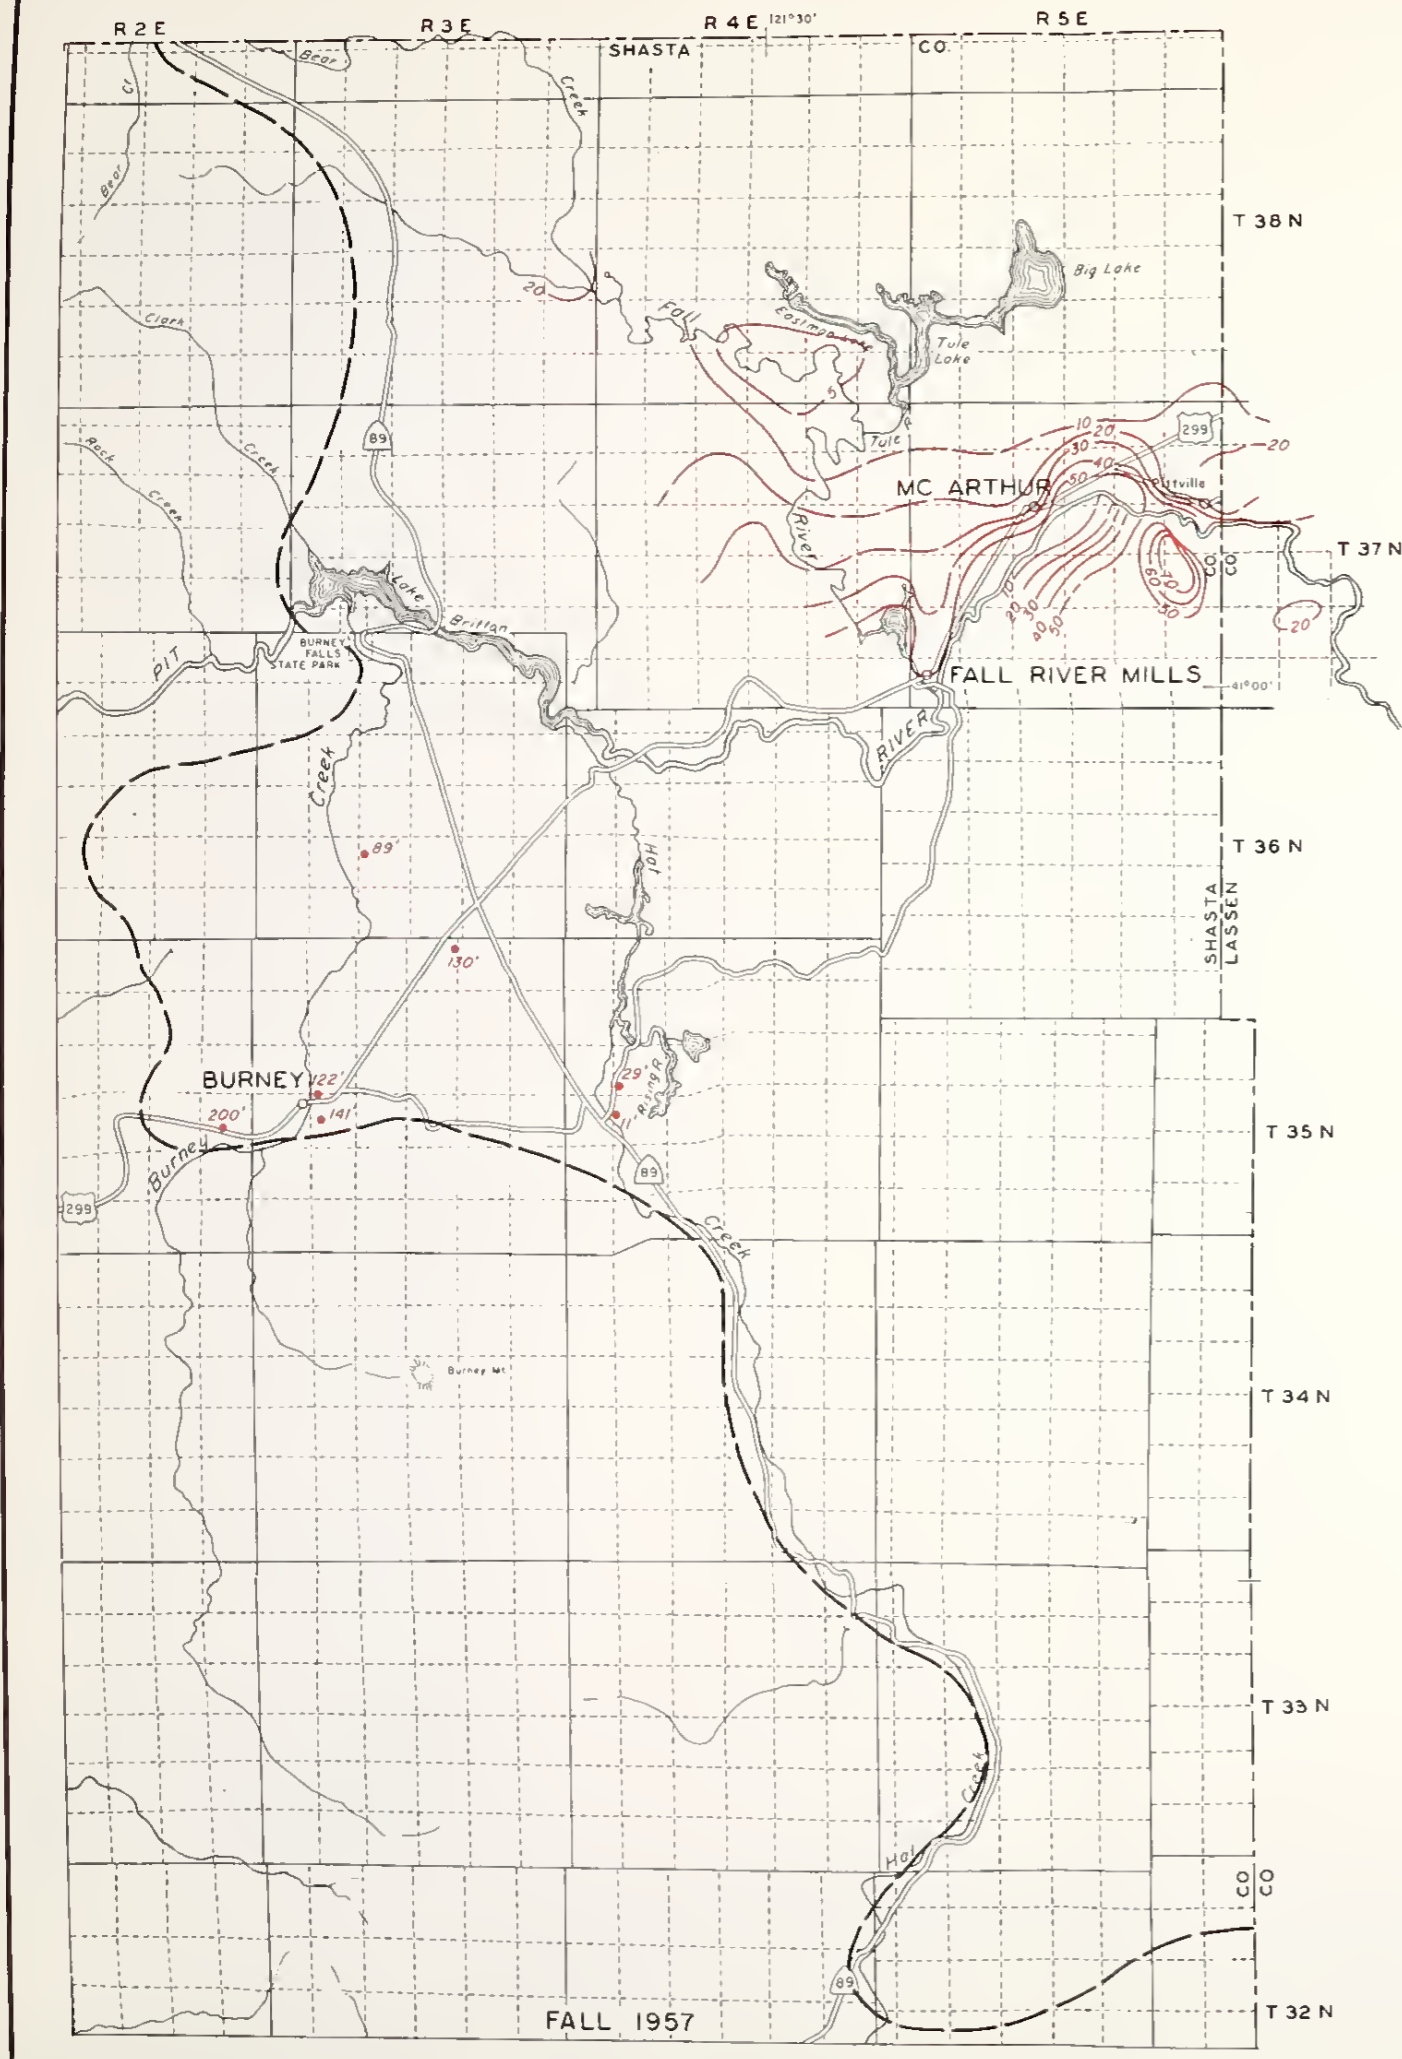 R 2 E
R 3 E
R 4 E
121°30'
R 5 E
SHASTA
CO.
Bear
Creek
Bear
Cr
T 38 N
Big Lake
20
Fall
Eastman Lake
Tule
Lake
Clark
Creek
5
89
Tule
10
20
30
40
50
299
20
Rock
Creek
MC ARTHUR
Pittville
River
T 37 N
CO
CO
Lake
Britton
10
20
30
40
50
60
70
50
20
BURNEY
FALLS
STATE PARK
PIT
FALL RIVER MILLS
41°00'
RIVER
Creek
89'
Hat
T 36 N
SHASTA
LASSEN
130'
BURNEY
122'
141'
200'
29'
11'
Rising R.
T 35 N
Burney
89
299
Creek
Burney Mt
T 34 N
T 33 N
Creek
Hat
CO
CO
89
FALL 1957
T 32 N